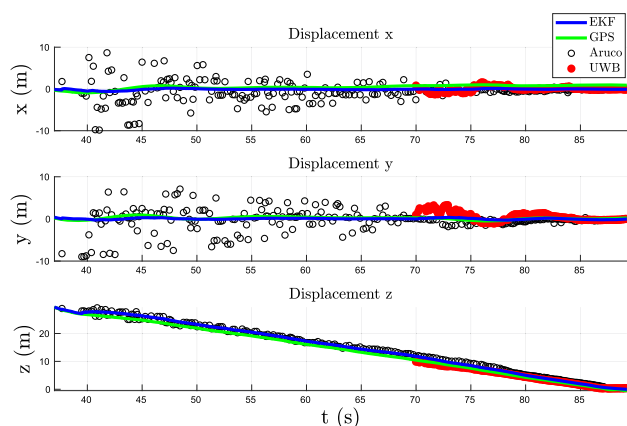 Displacement x
EKF
GPS
Aruco
UWB
x (m)
10
0
-10
40 45 50 55 60 65 70 75 80 85
Displacement y
y (m)
10
0
-10
40 45 50 55 60 65 70 75 80 85
Displacement z
z (m)
20
10
0
40 45 50 55 60 65 70 75 80 85
t (s)